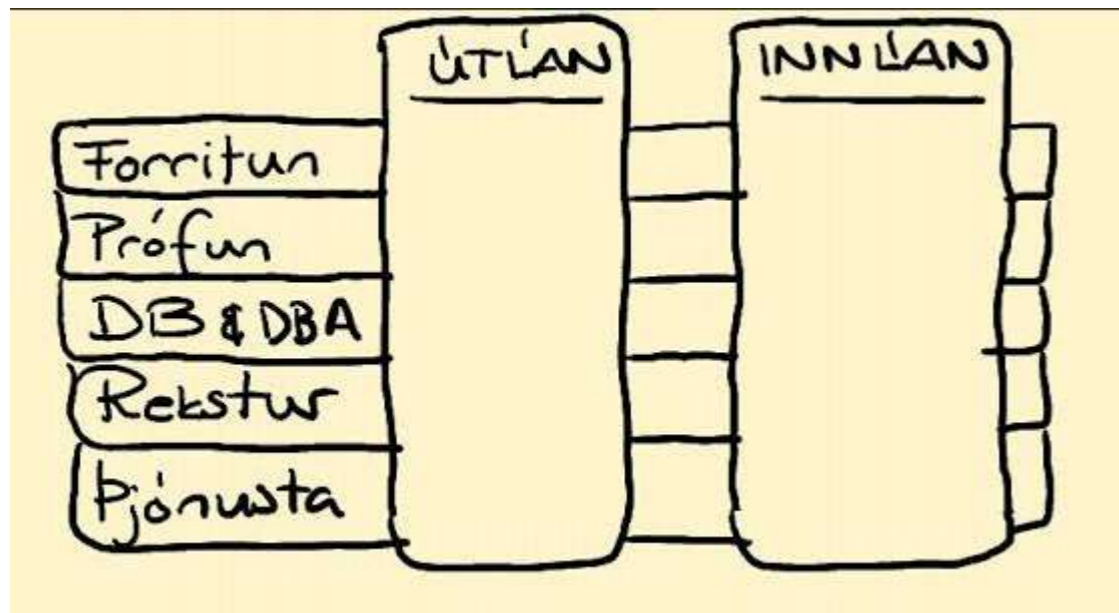 ÚTLÁN
INNLÁN
Forritun
Prófun
DB & DBA
Rekstur
Þjónusta